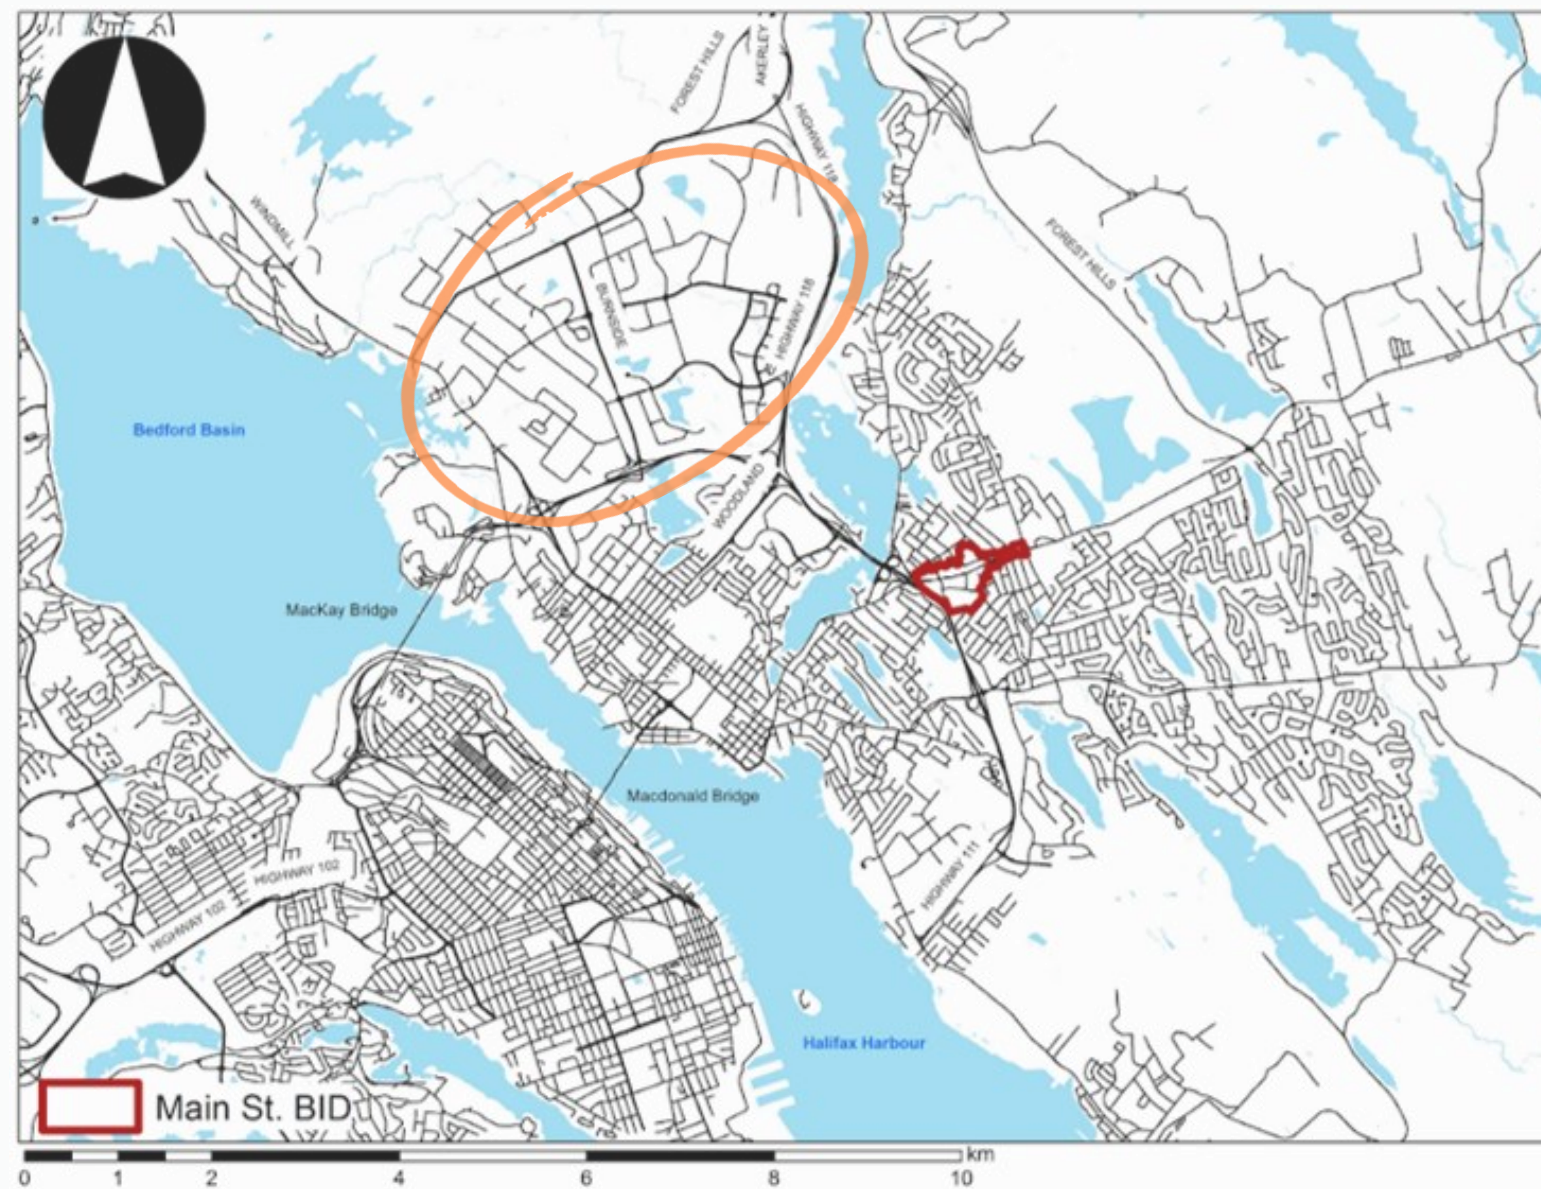 FOREST HILLS
AKERLEY
HIGHWAY 118
WINDMILL
FOREST HILLS
BURNSIDE
HIGHWAY 118
Bedford Basin
WOODLAND
MacKay Bridge
Macdonald Bridge
HIGHWAY 102
HIGHWAY 111
HIGHWAY 102
Halifax Harbour
Main St. BID
km
0 1 2 4 6 8 10